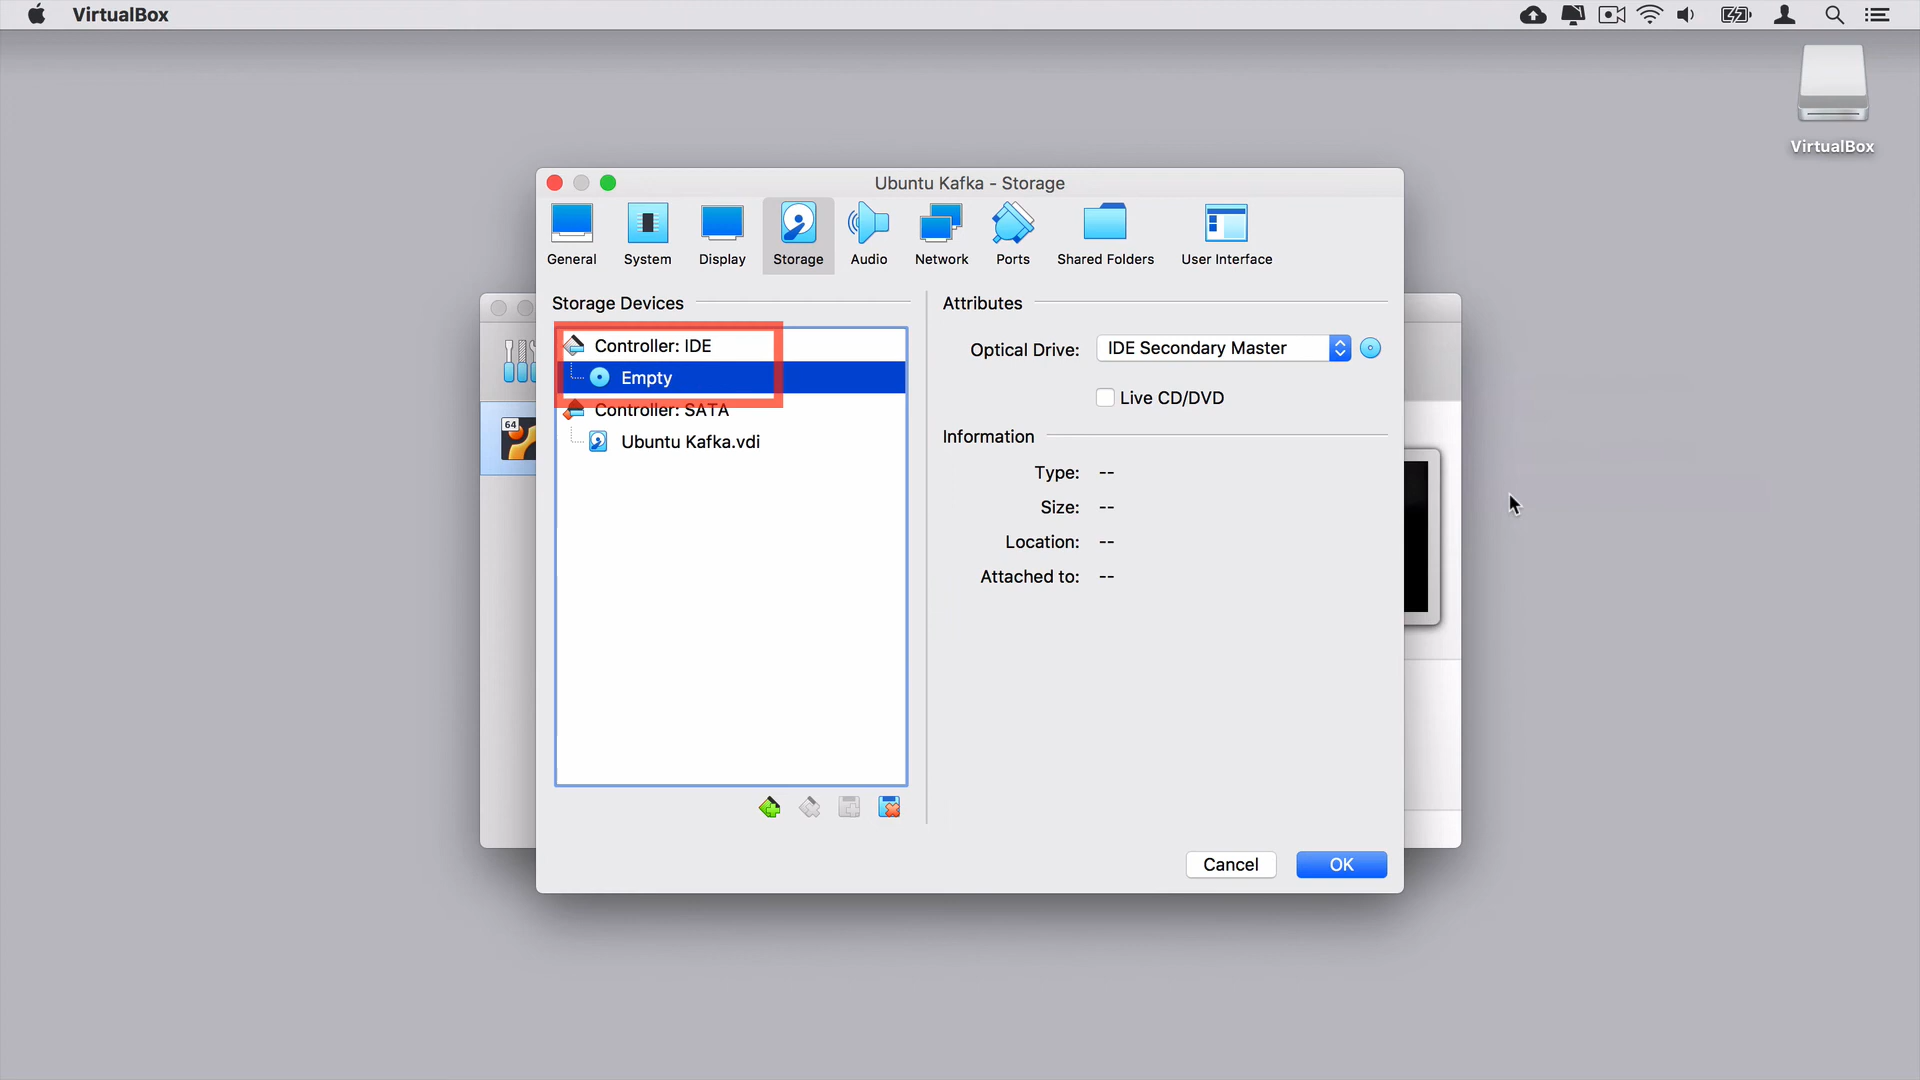 VirtualBox
VirtualBox
Ubuntu Kafka - Storage
General
System
Display
Storage
Audio
Network
Ports
Shared Folders
User Interface
Storage Devices
Controller: IDE
Empty
Controller: SATA
Ubuntu Kafka.vdi
Attributes
Optical Drive: IDE Secondary Master
Live CD/DVD
Information
Type: --
Size: --
Location: --
Attached to: --
64
Cancel
OK